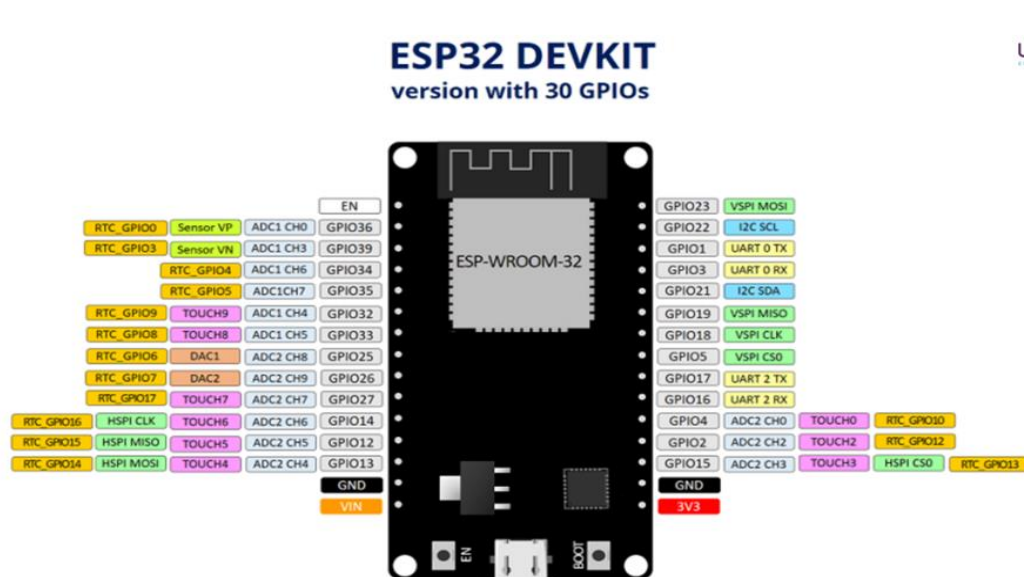 ESP32 DEVKIT
version with 30 GPIOs
EN GPIO23 VSPI MOSI
RTC_GPIO0 Sensor VP ADC1 CH0 GPIO36 GPIO22 I2C SCL
RTC_GPIO3 Sensor VN ADC1 CH3 GPIO39 GPIO1 UART 0 TX
RTC_GPIO4 ADC1 CH6 GPIO34 ESP-WROOM-32 GPIO3 UART 0 RX
RTC_GPIO5 ADC1CH7 GPIO35 GPIO21 I2C SDA
RTC_GPIO9 TOUCH9 ADC1 CH4 GPIO32 GPIO19 VSPI MISO
RTC_GPIO8 TOUCH8 ADC1 CH5 GPIO33 GPIO18 VSPI CLK
RTC_GPIO6 DAC1 ADC2 CH8 GPIO25 GPIO5 VSPI CS0
RTC_GPIO7 DAC2 ADC2 CH9 GPIO26 GPIO17 UART 2 TX
RTC_GPIO17 TOUCH7 ADC2 CH7 GPIO27 GPIO16 UART 2 RX
RTC_GPIO16 HSPI CLK TOUCH6 ADC2 CH6 GPIO14 GPIO4 ADC2 CH0 TOUCH0 RTC_GPIO10
RTC_GPIO15 HSPI MISO TOUCH5 ADC2 CH5 GPIO12 GPIO2 ADC2 CH2 TOUCH2 RTC_GPIO12
RTC_GPIO14 HSPI MOSI TOUCH4 ADC2 CH4 GPIO13 GPIO15 ADC2 CH3 TOUCH3 HSPI CS0 RTC_GPIO13
GND GND
VIN 3V3
EN BOOT